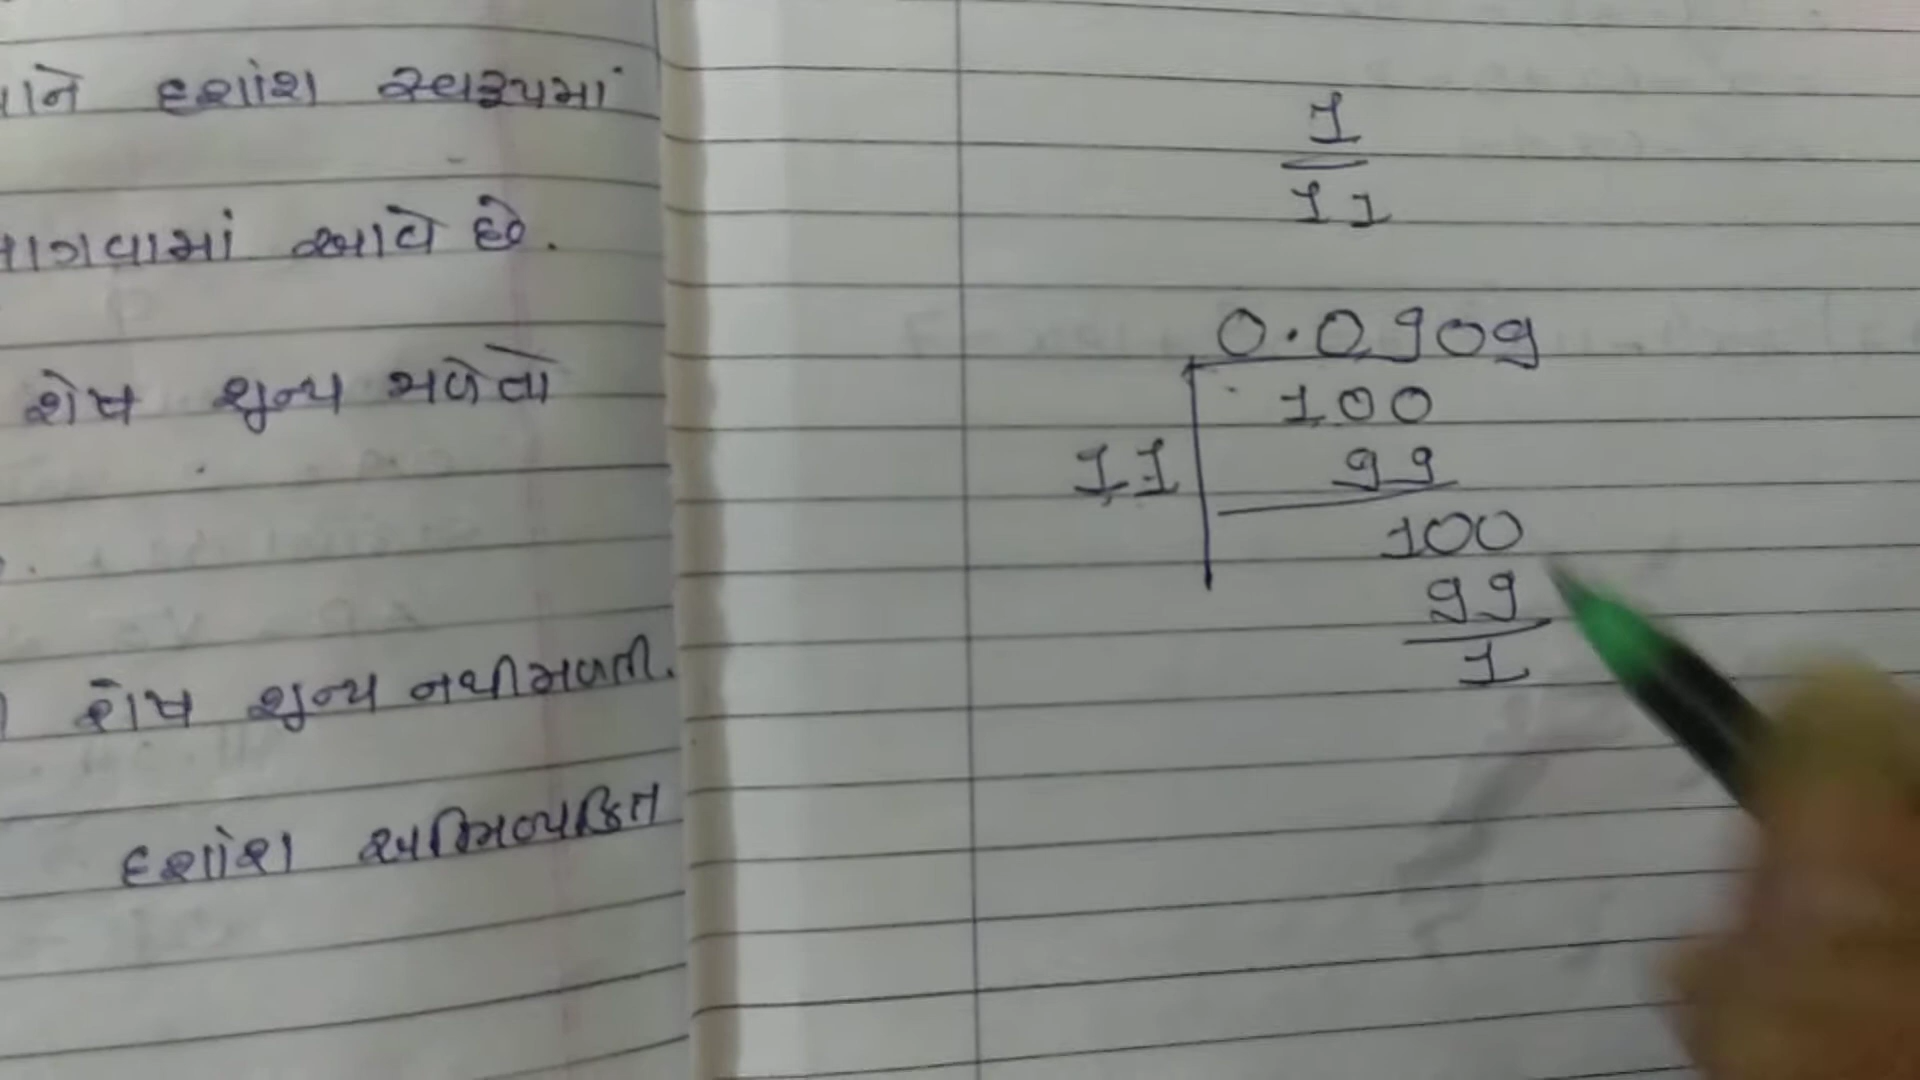 દશાંશ સ્વરૂપમાં
આવે છે.
શેષ શૂન્ય મળેતો
શેષ શૂન્ય નથી મળતી.
દશાંશ અભિવ્યકિત
1
11
0.0909
100
11
99
100
99
1